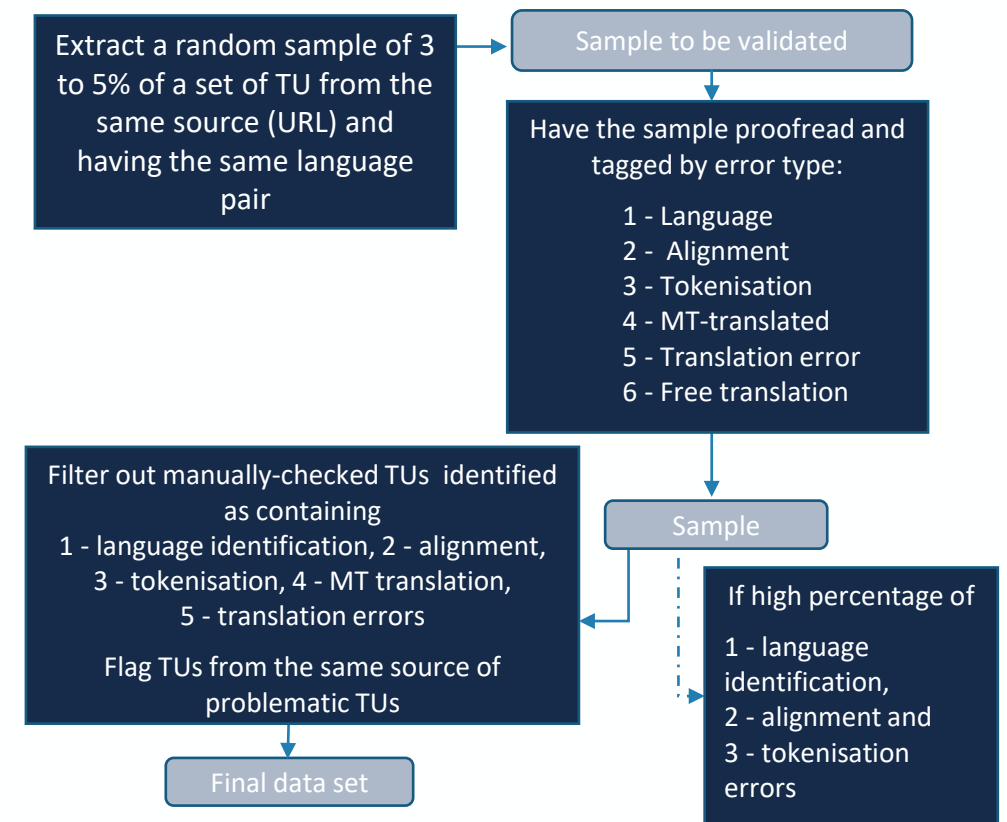 Extract a random sample of 3
to 5% of a set of TU from the
same source (URL) and
having the same language
pair
Sample to be validated
Have the sample proofread and
tagged by error type:
1 - Language
2 - Alignment
3 - Tokenisation
4 - MT-translated
5 - Translation error
6 - Free translation
Sample
Filter out manually-checked TUs identified
as containing
1 - language identification, 2 - alignment,
3 - tokenisation, 4 - MT translation,
5 - translation errors
Flag TUs from the same source of
problematic TUs
If high percentage of
1 - language
identification,
2 - alignment and
3 - tokenisation
errors
Final data set